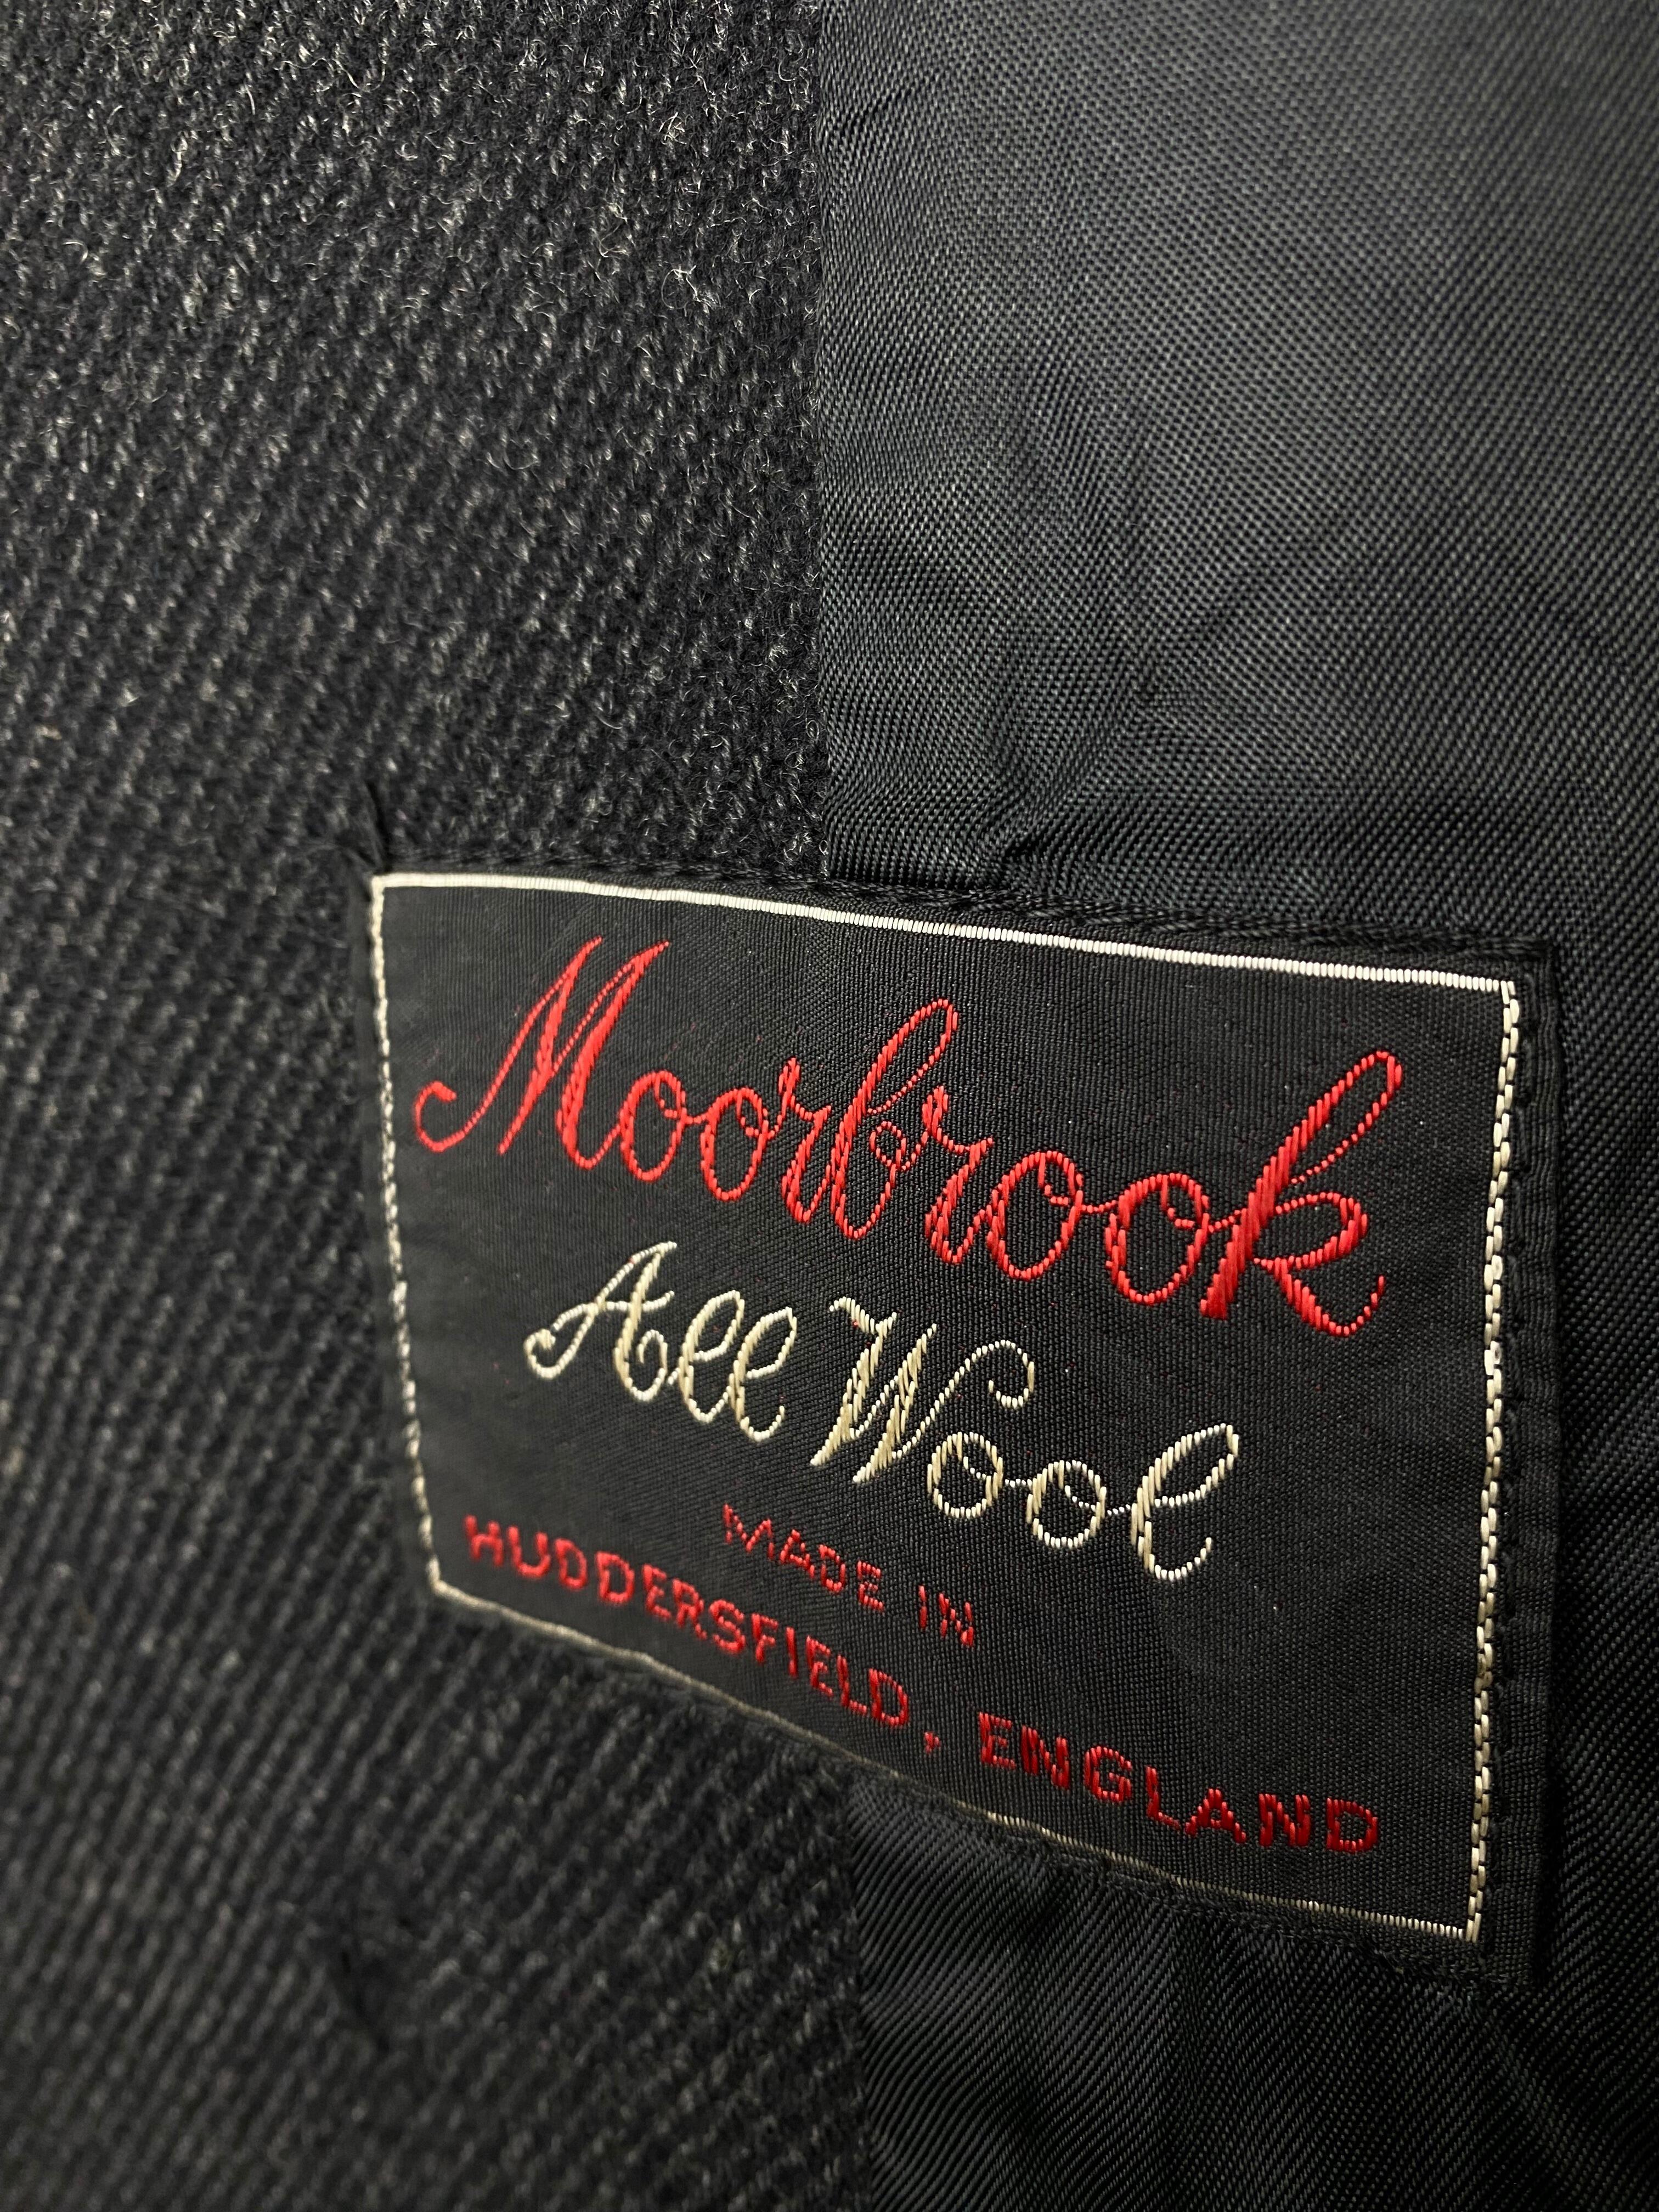 Moorbrook
All Wool
MADE IN
HUDDERSFIELD, ENGLAND